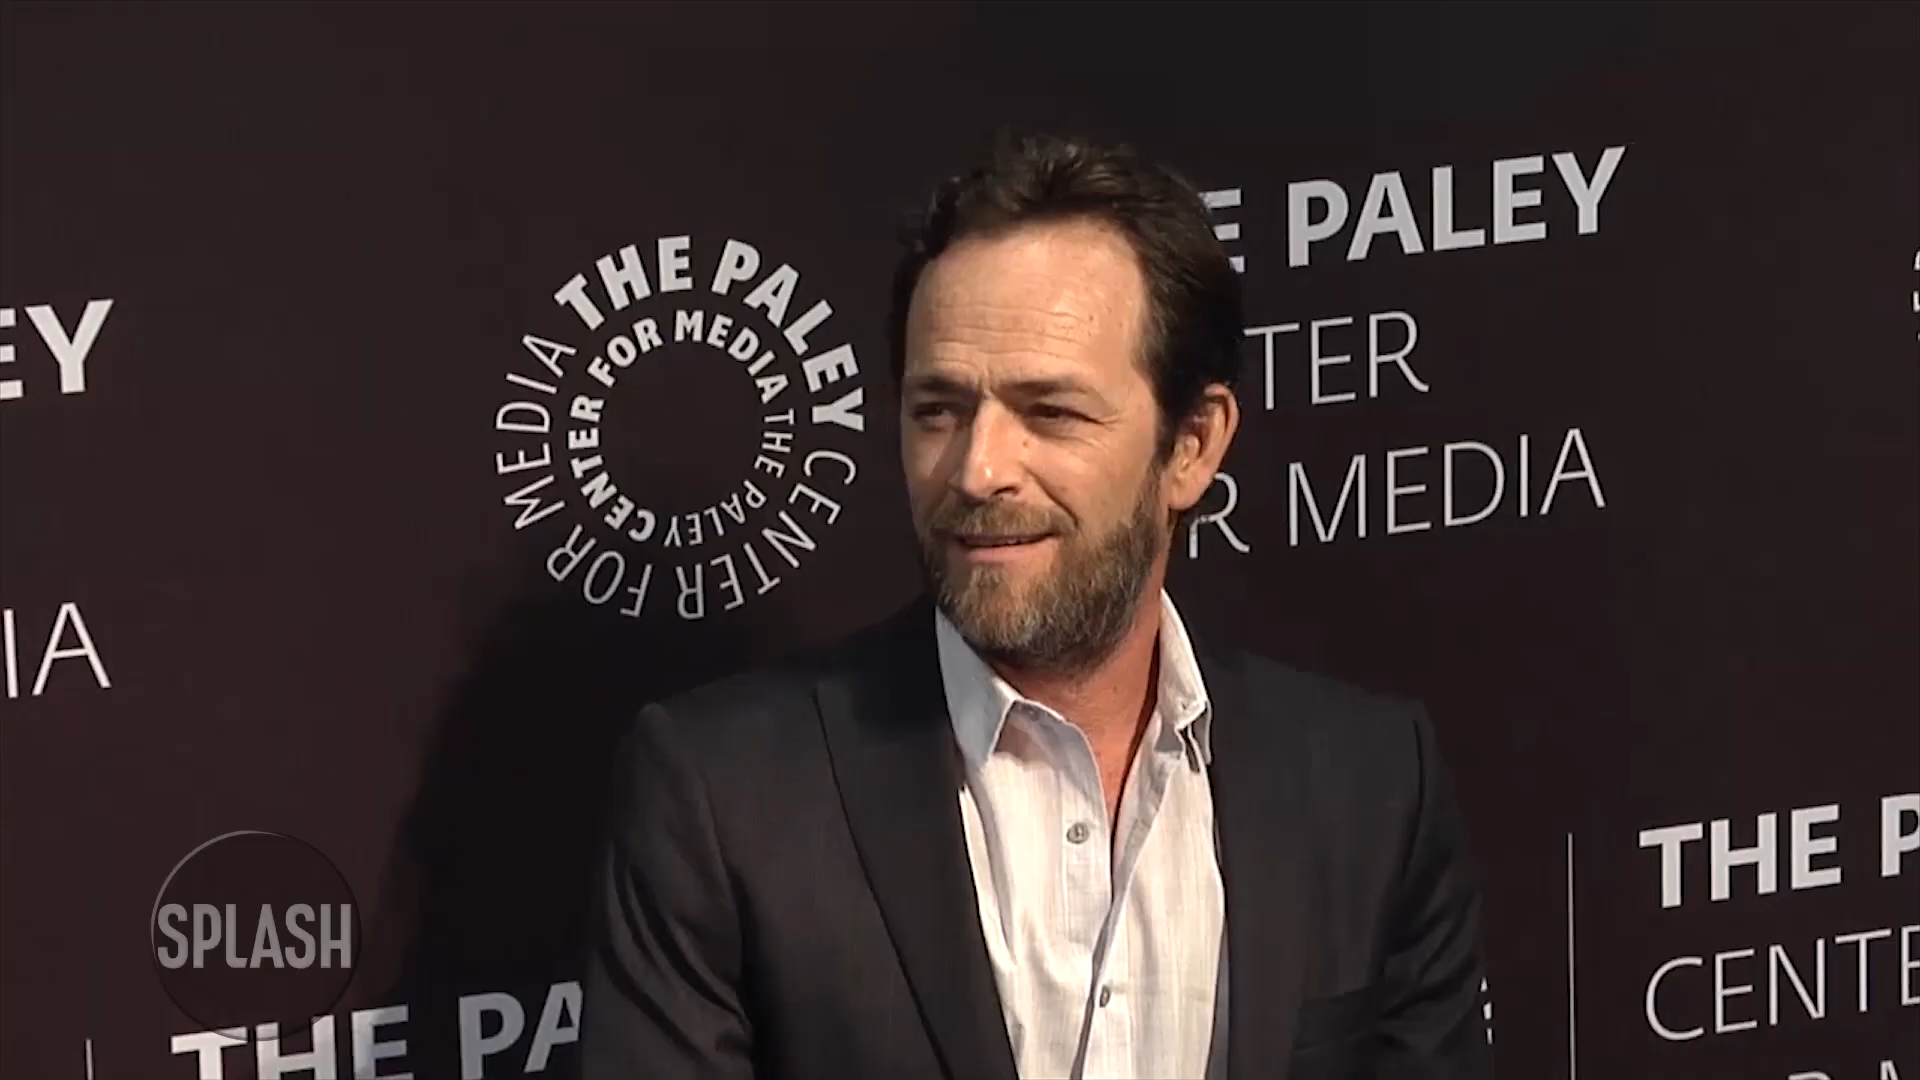 THE PALEY CENTER FOR MEDIA
CENTER FOR MEDIA THE PALEY
E PALEY
TER
R MEDIA
EY
IA
THE P
CENTE
SPLASH
THE PA